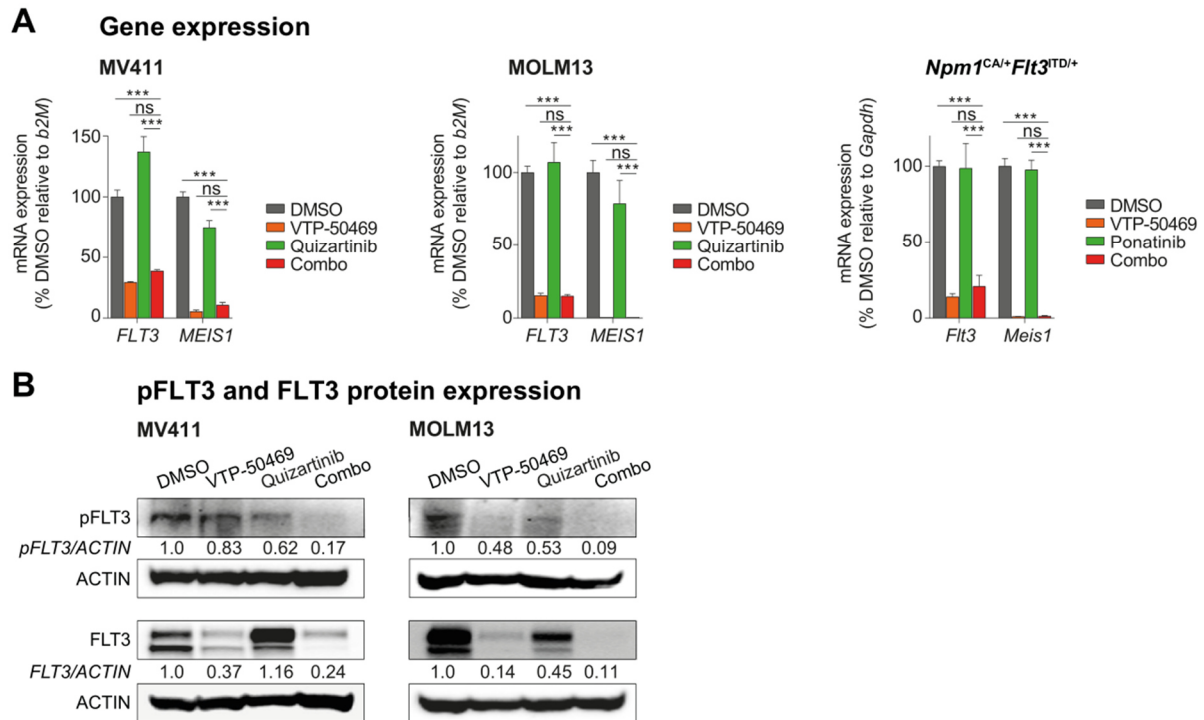 A
Gene expression
MV411
mRNA expression
(% DMSO relative to b2M)
150
100
50
0
***
ns
***
***
ns
***
FLT3 MEIS1
DMSO
VTP-50469
Quizartinib
Combo
MOLM13
mRNA expression
(% DMSO relative to b2M)
100
50
0
***
ns
***
***
ns
***
FLT3 MEIS1
DMSO
VTP-50469
Quizartinib
Combo
Npm1CA/+Flt3ITD/+
mRNA expression
(% DMSO relative to Gapdh)
100
50
0
***
ns
***
***
ns
***
Flt3 Meis1
DMSO
VTP-50469
Ponatinib
Combo
B
pFLT3 and FLT3 protein expression
MV411 MOLM13
DMSO VTP-50469 Quizartinib Combo DMSO VTP-50469 Quizartinib Combo
pFLT3
pFLT3/ACTIN 1.0 0.83 0.62 0.17 1.0 0.48 0.53 0.09
ACTIN
FLT3
FLT3/ACTIN 1.0 0.37 1.16 0.24 1.0 0.14 0.45 0.11
ACTIN